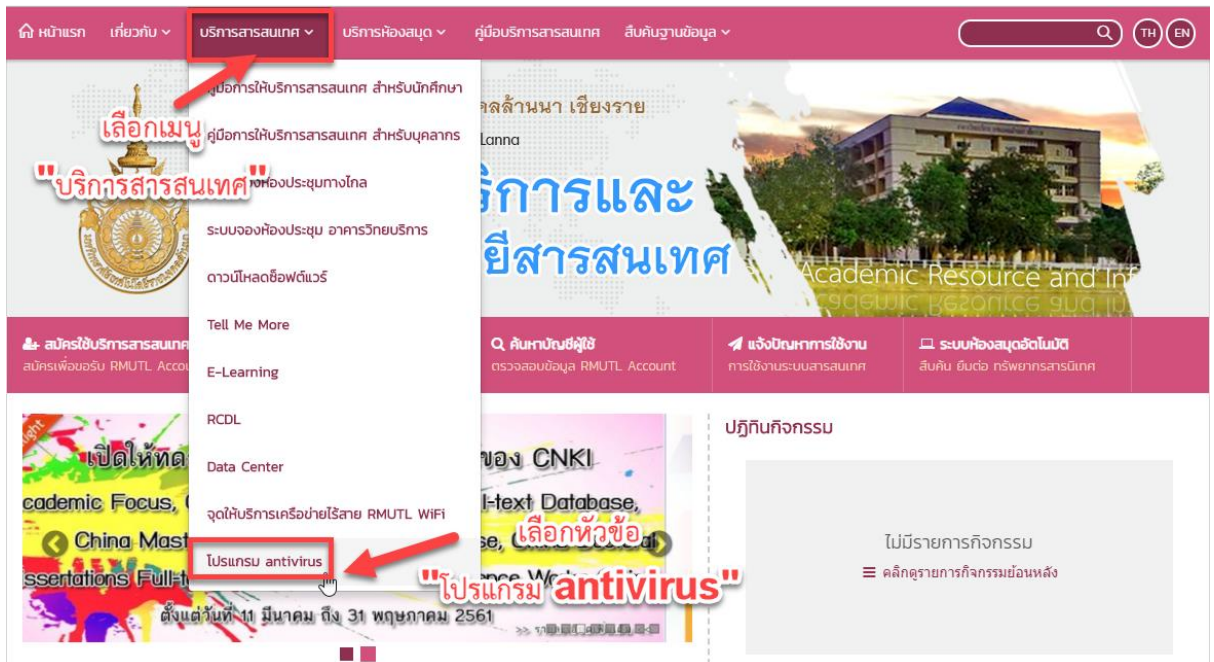 หน้าแรก เกี่ยวกับ บริการสารสนเทศ บริการห้องสมุด คู่มือบริการสารสนเทศ สืบค้นฐานข้อมูล TH EN
คู่มือการให้บริการสารสนเทศ สำหรับนักศึกษา
คู่มือการให้บริการสารสนเทศ สำหรับบุคลากร
ห้องประชุมทางไกล
ระบบจองห้องประชุม อาคารวิทยบริการ
ดาวน์โหลดซ็อฟต์แวร์
Tell Me More
E-Learning
RCDL
Data Center
จุดให้บริการเครือข่ายไร้สาย RMUTL WiFi
โปรแกรม antivirus
เลือกเมนู
"บริการสารสนเทศ"
คลล้านนา เชียงราย
Lanna
ริการและ
ยีสารสนเทศ
Academic Resource and Inf
สมัครใช้บริการสารสนเทศ
สมัครเพื่อขอรับ RMUTL Accou
ค้นหาบัญชีผู้ใช้
ตรวจสอบข้อมูล RMUTL Account
แจ้งปัญหาการใช้งาน
การใช้งานระบบสารสนเทศ
ระบบห้องสมุดอัตโนมัติ
สืบค้น ยืมต่อ ทรัพยากรสารนิเทศ
เปิดให้ทด ของ CNKI
cademic Focus, l-text Database,
China Mast se,
ssertations Full-t
ตั้งแต่วันที่ 11 มีนาคม ถึง 31 พฤษภาคม 2561
เลือกหัวข้อ
"โปรแกรม antivirus"
ปฏิทินกิจกรรม
ไม่มีรายการกิจกรรม
คลิกดูรายการกิจกรรมย้อนหลัง